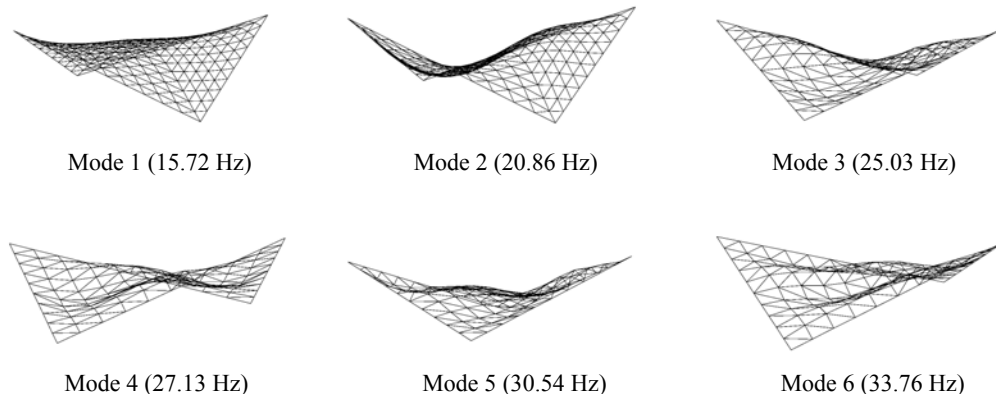 Mode 1 (15.72 Hz)
Mode 2 (20.86 Hz)
Mode 3 (25.03 Hz)
Mode 4 (27.13 Hz)
Mode 5 (30.54 Hz)
Mode 6 (33.76 Hz)